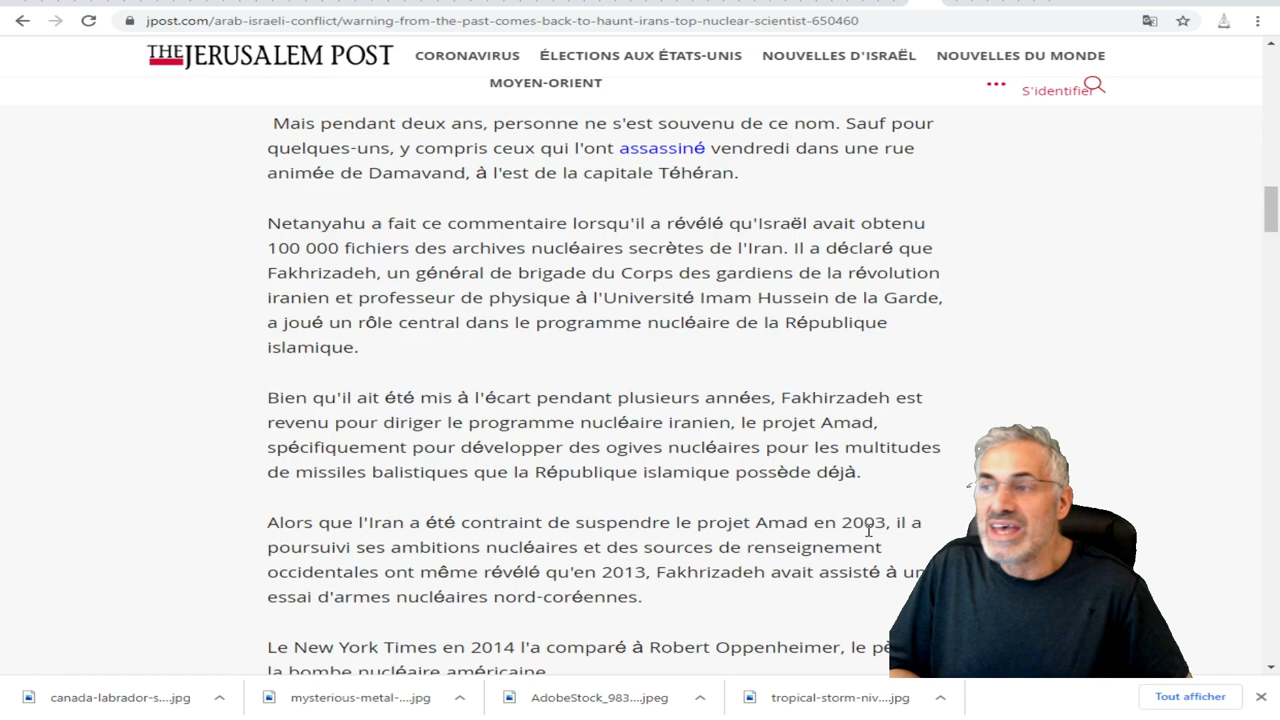 jpost.com/arab-israeli-conflict/warning-from-the-past-comes-back-to-haunt-irans-top-nuclear-scientist-650460
THE JERUSALEM POST
CORONAVIRUS ÉLECTIONS AUX ÉTATS-UNIS NOUVELLES D'ISRAËL NOUVELLES DU MONDE
MOYEN-ORIENT
S'identifier
Mais pendant deux ans, personne ne s'est souvenu de ce nom. Sauf pour
quelques-uns, y compris ceux qui l'ont assassiné vendredi dans une rue
animée de Damavand, à l'est de la capitale Téhéran.
Netanyahu a fait ce commentaire lorsqu'il a révélé qu'Israël avait obtenu
100 000 fichiers des archives nucléaires secrètes de l'Iran. Il a déclaré que
Fakhrizadeh, un général de brigade du Corps des gardiens de la révolution
iranien et professeur de physique à l'Université Imam Hussein de la Garde,
a joué un rôle central dans le programme nucléaire de la République
islamique.
Bien qu'il ait été mis à l'écart pendant plusieurs années, Fakhirzadeh est
revenu pour diriger le programme nucléaire iranien, le projet Amad,
spécifiquement pour développer des ogives nucléaires pour les multitudes
de missiles balistiques que la République islamique possède déjà.
Alors que l'Iran a été contraint de suspendre le projet Amad en 2003, il a
poursuivi ses ambitions nucléaires et des sources de renseignement
occidentales ont même révélé qu'en 2013, Fakhrizadeh avait assisté à un
essai d'armes nucléaires nord-coréennes.
Le New York Times en 2014 l'a comparé à Robert Oppenheimer, le
la bombe nucléaire américaine
canada-labrador-s....jpg mysterious-metal-....jpg AdobeStock_983....jpeg tropical-storm-niv....jpg Tout afficher